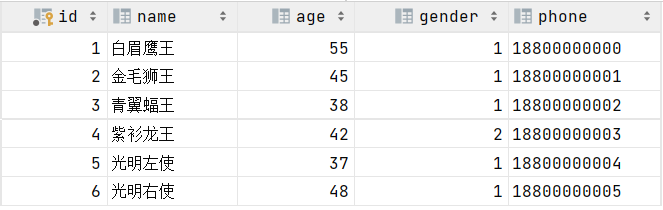 id name age gender phone
1 白眉鹰王 55 1 18800000000
2 金毛狮王 45 1 18800000001
3 青翼蝠王 38 1 18800000002
4 紫衫龙王 42 2 18800000003
5 光明左使 37 1 18800000004
6 光明右使 48 1 18800000005